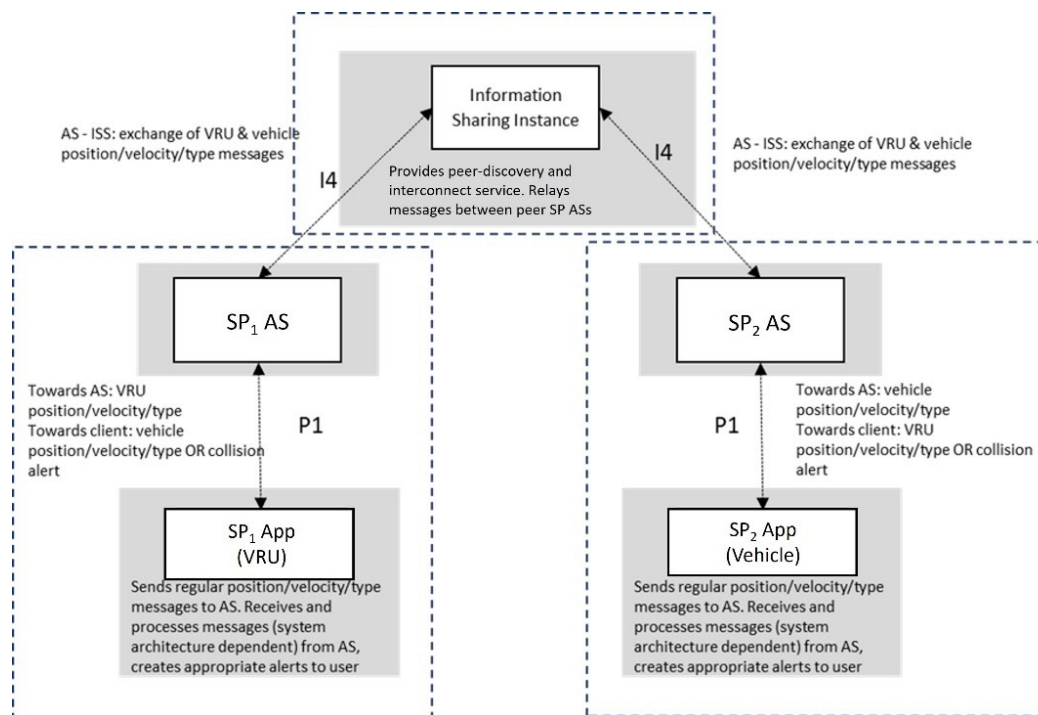 Information
Sharing Instance
AS - ISS: exchange of VRU & vehicle
position/velocity/type messages
I4
Provides peer-discovery and
interconnect service. Relays
messages between peer SP ASs
I4
AS - ISS: exchange of VRU & vehicle
position/velocity/type messages
SP₁ AS
Towards AS: VRU
position/velocity/type
Towards client: vehicle
position/velocity/type OR collision
alert
P1
SP₁ App
(VRU)
Sends regular position/velocity/type
messages to AS. Receives and
processes messages (system
architecture dependent) from AS,
creates appropriate alerts to user
SP₂ AS
P1
Towards AS: vehicle
position/velocity/type
Towards client: VRU
position/velocity/type OR collision
alert
SP₂ App
(Vehicle)
Sends regular position/velocity/type
messages to AS. Receives and
processes messages (system
architecture dependent) from AS,
creates appropriate alerts to user